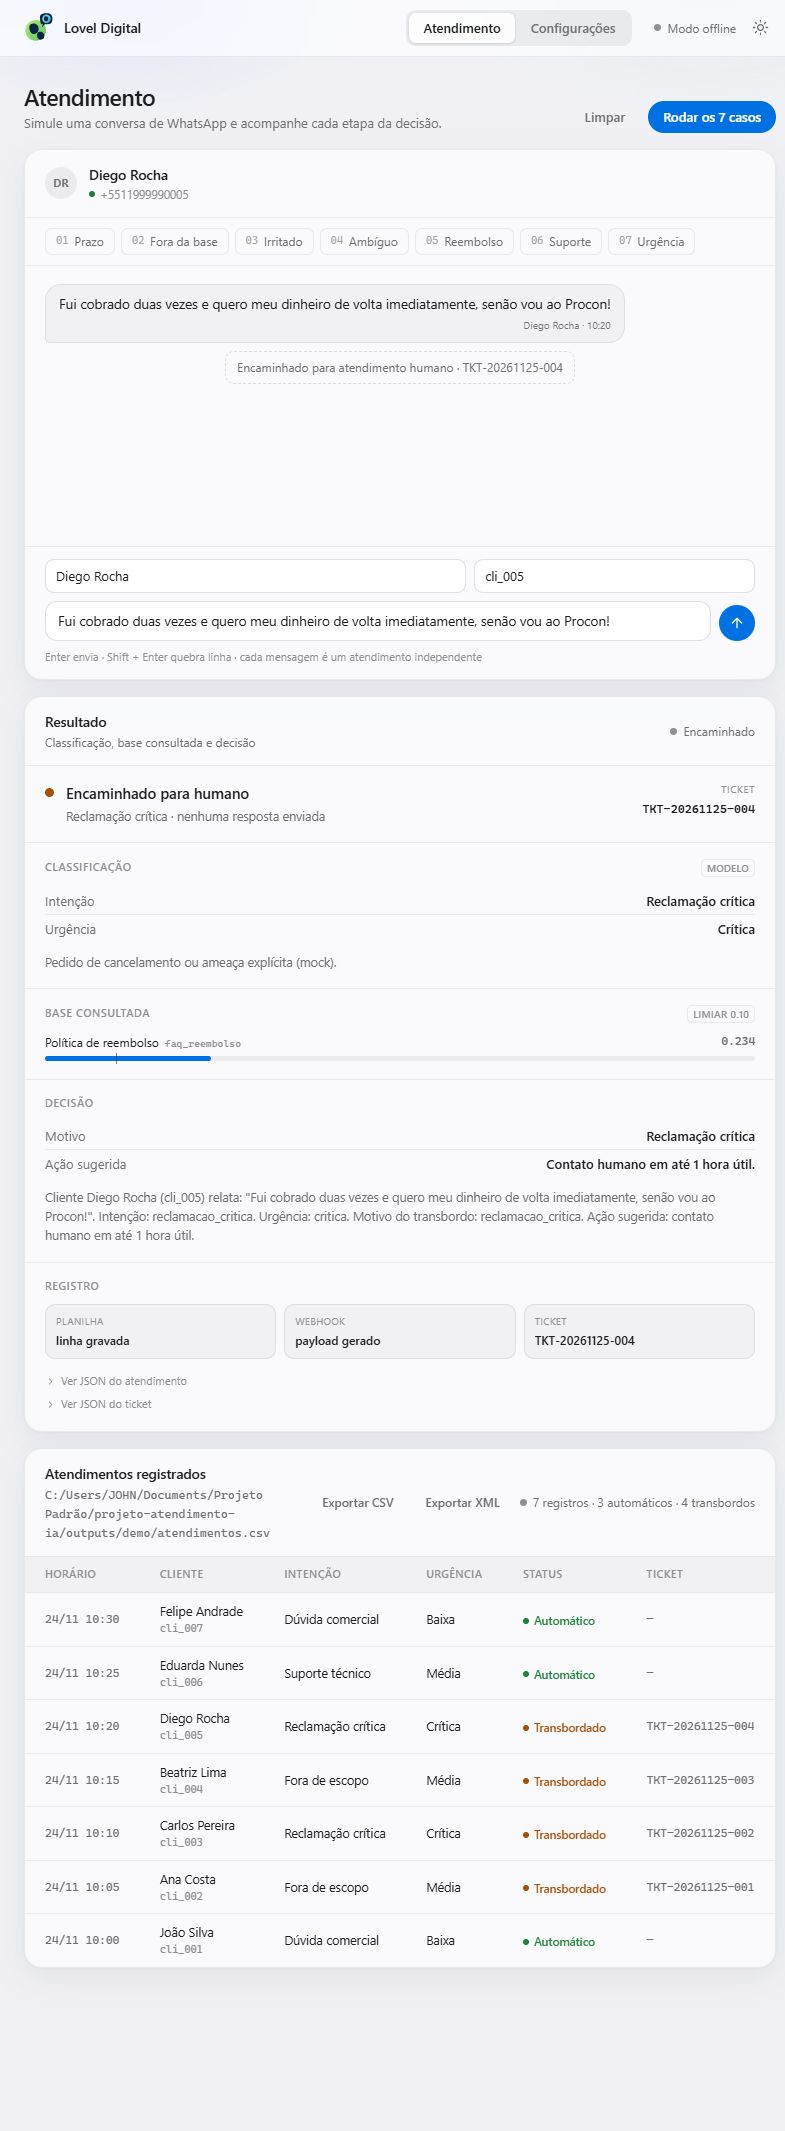 Lovel Digital
Atendimento
Configurações
Modo offline
Atendimento
Simule uma conversa de WhatsApp e acompanhe cada etapa da decisão.
Limpar
Rodar os 7 casos
DR
Diego Rocha
+5511999990005
01 Prazo
02 Fora da base
03 Irritado
04 Ambíguo
05 Reembolso
06 Suporte
07 Urgência
Fui cobrado duas vezes e quero meu dinheiro de volta imediatamente, senão vou ao Procon!
Diego Rocha · 10:20
Encaminhado para atendimento humano · TKT-20261125-004
Diego Rocha
cli_005
Fui cobrado duas vezes e quero meu dinheiro de volta imediatamente, senão vou ao Procon!
Enter envia · Shift + Enter quebra linha · cada mensagem é um atendimento independente
Resultado
Classificação, base consultada e decisão
Encaminhado
Encaminhado para humano
Reclamação crítica · nenhuma resposta enviada
TICKET
TKT-20261125-004
CLASSIFICAÇÃO
MODELO
Intenção
Reclamação crítica
Urgência
Crítica
Pedido de cancelamento ou ameaça explícita (mock).
BASE CONSULTADA
LIMIAR 0.10
Política de reembolso faq_reembolso
0.234
DECISÃO
Motivo
Reclamação crítica
Ação sugerida
Contato humano em até 1 hora útil.
Cliente Diego Rocha (cli_005) relata: "Fui cobrado duas vezes e quero meu dinheiro de volta imediatamente, senão vou ao
Procon!". Intenção: reclamacao_critica. Urgência: critica. Motivo do transbordo: reclamacao_critica. Ação sugerida: contato
humano em até 1 hora útil.
REGISTRO
PLANILHA
linha gravada
WEBHOOK
payload gerado
TICKET
TKT-20261125-004
Ver JSON do atendimento
Ver JSON do ticket
Atendimentos registrados
C:/Users/JOHN/Documents/Projeto
Padrão/projeto-atendimento-
ia/outputs/demo/atendimentos.csv
Exportar CSV
Exportar XML
7 registros · 3 automáticos · 4 transbordos
HORÁRIO CLIENTE INTENÇÃO URGÊNCIA STATUS TICKET
24/11 10:30 Felipe Andrade Dúvida comercial Baixa Automático —
cli_007
24/11 10:25 Eduarda Nunes Suporte técnico Média Automático —
cli_006
24/11 10:20 Diego Rocha Reclamação crítica Crítica Transbordado TKT-20261125-004
cli_005
24/11 10:15 Beatriz Lima Fora de escopo Média Transbordado TKT-20261125-003
cli_004
24/11 10:10 Carlos Pereira Reclamação crítica Crítica Transbordado TKT-20261125-002
cli_003
24/11 10:05 Ana Costa Fora de escopo Média Transbordado TKT-20261125-001
cli_002
24/11 10:00 João Silva Dúvida comercial Baixa Automático —
cli_001